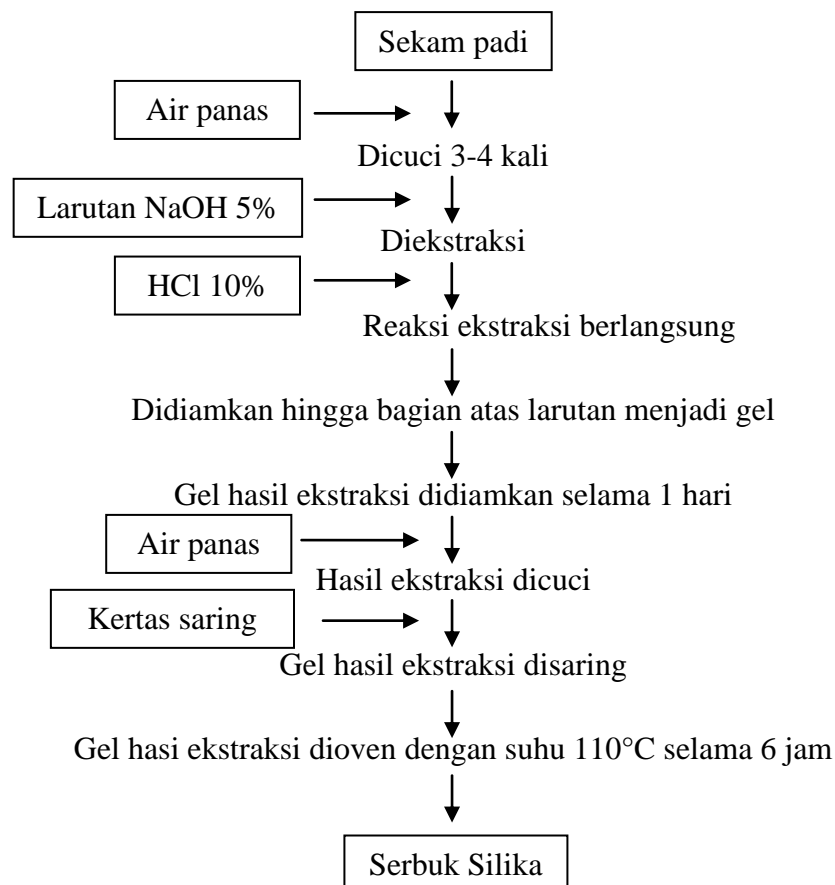 Sekam padi
Air panas
Dicuci 3-4 kali
Larutan NaOH 5%
Diekstraksi
HCl 10%
Reaksi ekstraksi berlangsung
Didiamkan hingga bagian atas larutan menjadi gel
Gel hasil ekstraksi didiamkan selama 1 hari
Air panas
Hasil ekstraksi dicuci
Kertas saring
Gel hasil ekstraksi disaring
Gel hasi ekstraksi dioven dengan suhu 110°C selama 6 jam
Serbuk Silika